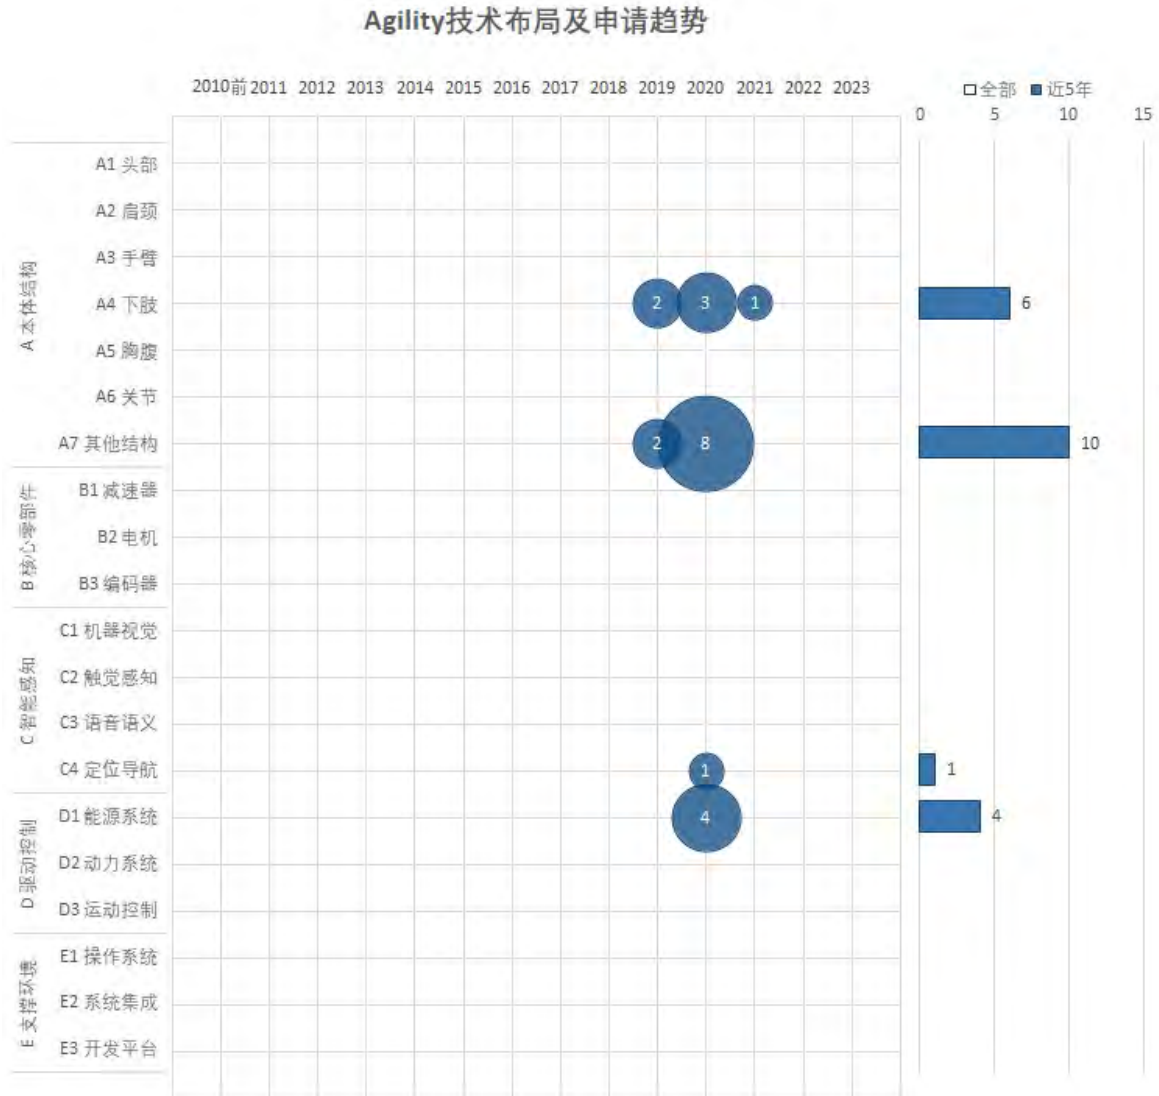 Agility技术布局及申请趋势
2010前 2011 2012 2013 2014 2015 2016 2017 2018 2019 2020 2021 2022 2023
全部 近5年
0 5 10 15
A 本体结构
A1 头部
A2 肩颈
A3 手臂
A4 下肢 2 3 1 6
A5 胸腹
A6 关节
A7 其他结构 2 8 10
B 核心零部件
B1 减速器
B2 电机
B3 编码器
C 智能感知
C1 机器视觉
C2 触觉感知
C3 语音语义
C4 定位导航 1 1
D 驱动控制
D1 能源系统 4 4
D2 动力系统
D3 运动控制
E 支撑环境
E1 操作系统
E2 系统集成
E3 开发平台